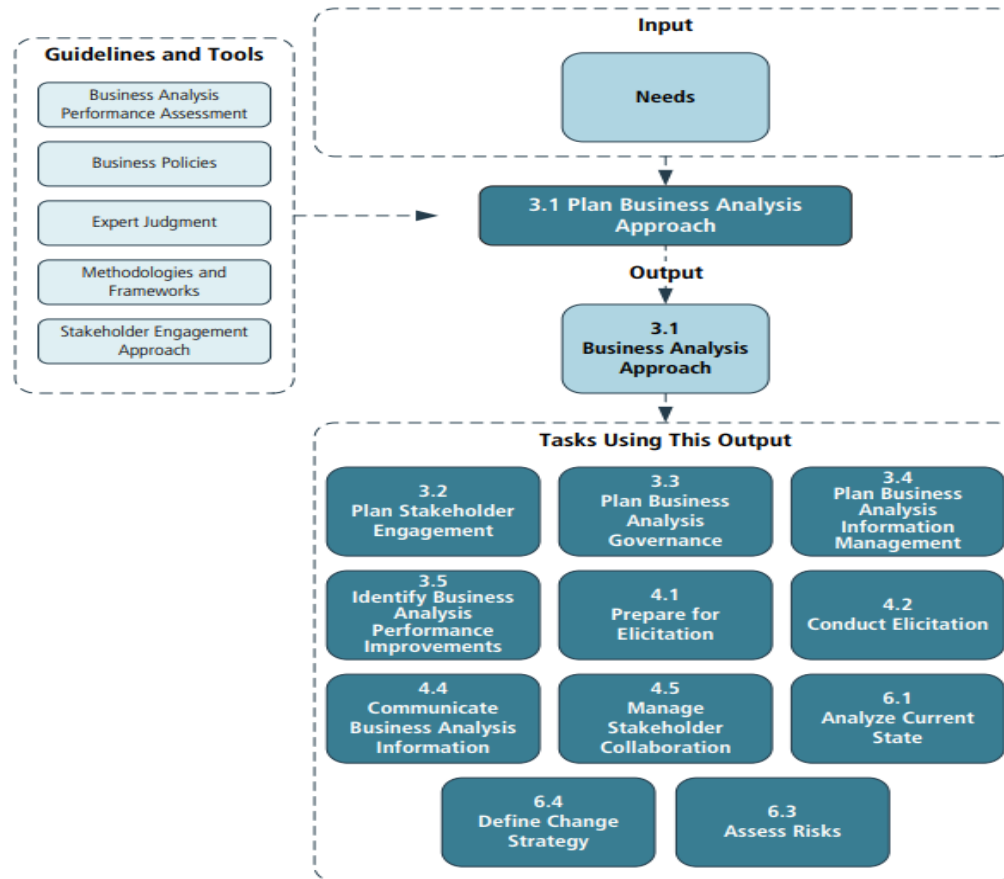 Input
Guidelines and Tools
Business Analysis
Performance Assessment
Business Policies
Expert Judgment
Methodologies and
Frameworks
Stakeholder Engagement
Approach
Needs
3.1 Plan Business Analysis
Approach
Output
3.1
Business Analysis
Approach
Tasks Using This Output
3.2
Plan Stakeholder
Engagement
3.3
Plan Business
Analysis
Governance
3.4
Plan Business
Analysis
Information
Management
3.5
Identify Business
Analysis
Performance
Improvements
4.1
Prepare for
Elicitation
4.2
Conduct Elicitation
4.4
Communicate
Business Analysis
Information
4.5
Manage
Stakeholder
Collaboration
6.1
Analyze Current
State
6.4
Define Change
Strategy
6.3
Assess Risks